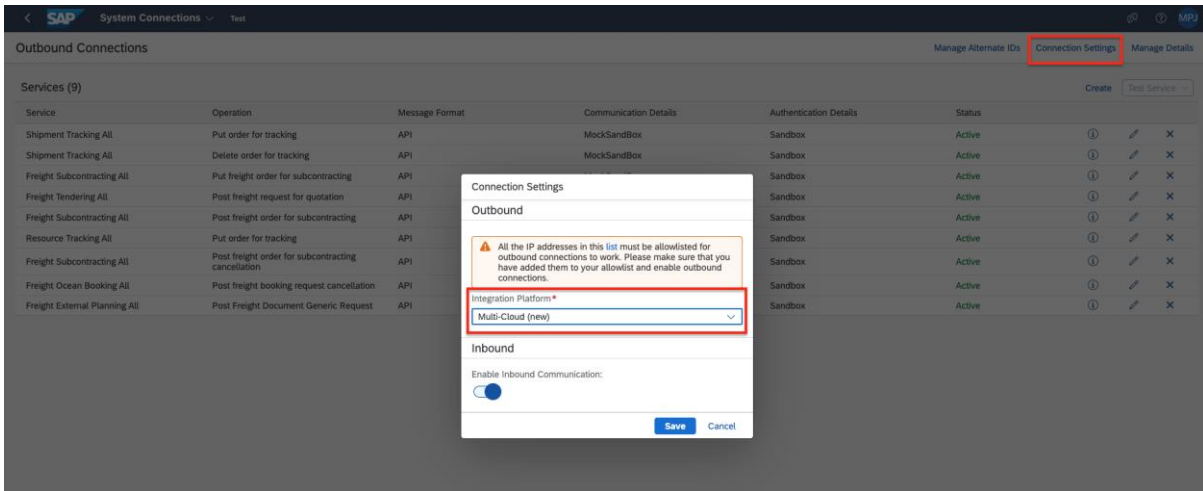 SAP System Connections Test MPJ
Outbound Connections Manage Alternate IDs Connection Settings Manage Details
Services (9) Create Test Service
Service Operation Message Format Communication Details Authentication Details Status
Shipment Tracking All Put order for tracking API MockSandBox Sandbox Active
Shipment Tracking All Delete order for tracking API MockSandBox Sandbox Active
Freight Subcontracting All Put freight order for subcontracting API Sandbox Active
Freight Tendering All Post freight request for quotation API Sandbox Active
Freight Subcontracting All Post freight order for subcontracting API Sandbox Active
Resource Tracking All Put order for tracking API Sandbox Active
Freight Subcontracting All Post freight order for subcontracting API Sandbox Active
cancellation
Freight Ocean Booking All Post freight booking request cancellation API Sandbox Active
Freight External Planning All Post Freight Document Generic Request API Sandbox Active
Connection Settings
Outbound
All the IP addresses in this list must be allowlisted for
outbound connections to work. Please make sure that you
have added them to your allowlist and enable outbound
connections.
Integration Platform*
Multi-Cloud (new)
Inbound
Enable Inbound Communication:
Save Cancel